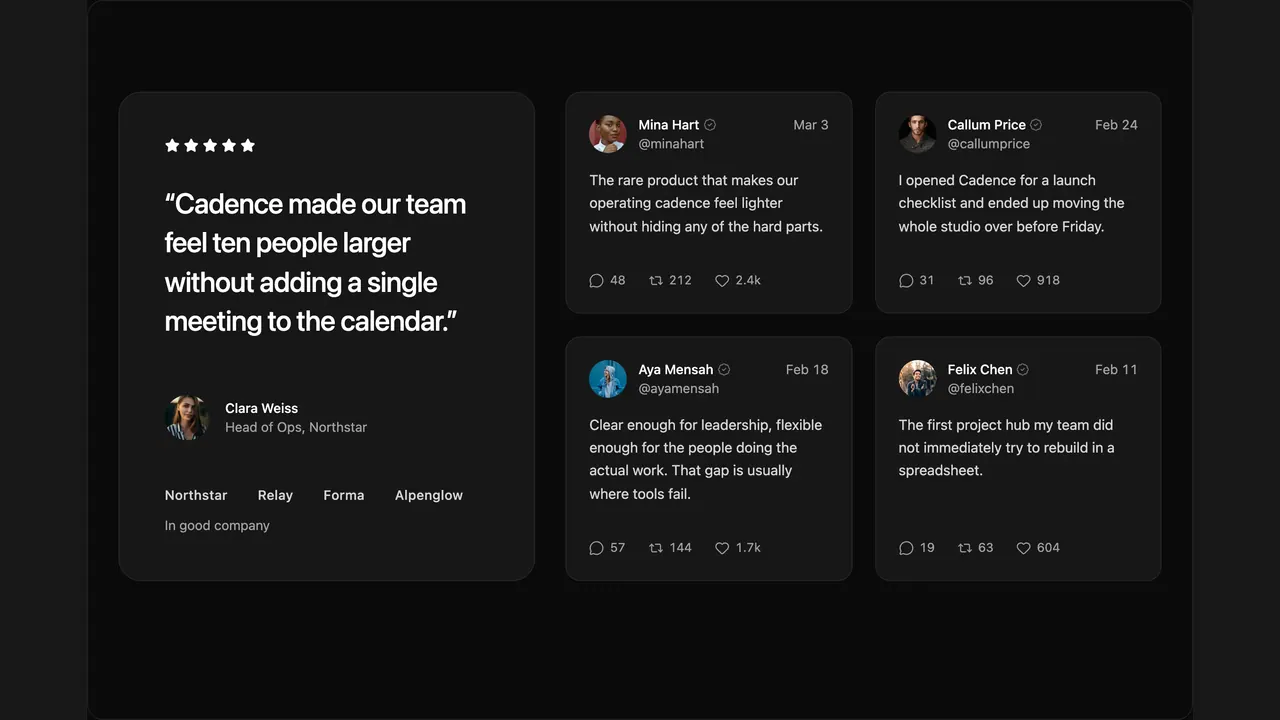 “Cadence made our team
feel ten people larger
without adding a single
meeting to the calendar.”
Clara Weiss
Head of Ops, Northstar
Northstar Relay Forma Alpenglow
In good company
Mina Hart Mar 3
@minahart
The rare product that makes our
operating cadence feel lighter
without hiding any of the hard parts.
48 212 2.4k
Callum Price Feb 24
@callumprice
I opened Cadence for a launch
checklist and ended up moving the
whole studio over before Friday.
31 96 918
Aya Mensah Feb 18
@ayamensah
Clear enough for leadership, flexible
enough for the people doing the
actual work. That gap is usually
where tools fail.
57 144 1.7k
Felix Chen Feb 11
@felixchen
The first project hub my team did
not immediately try to rebuild in a
spreadsheet.
19 63 604